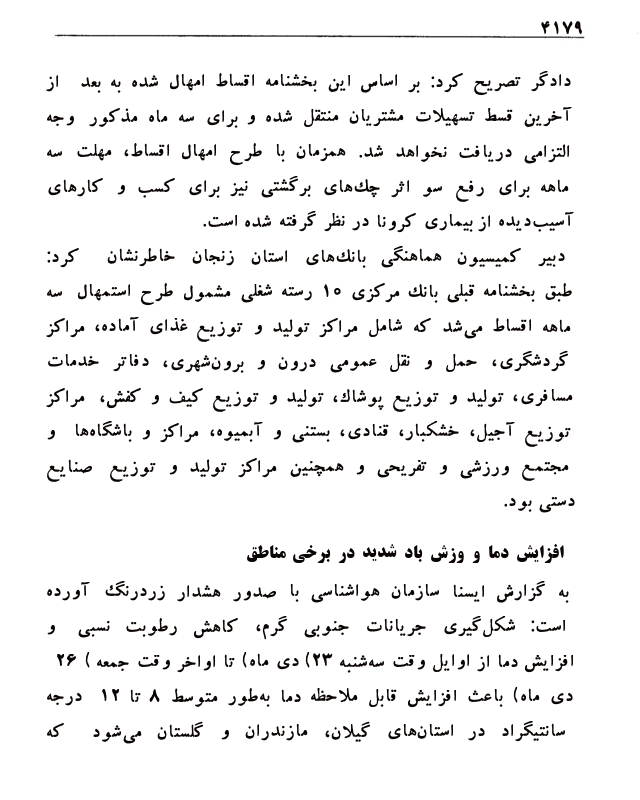 ۴۱۷۹
دادگر تصریح کرد: بر اساس این بخشنامه اقساط امهال شده به بعد از
آخرین قسط تسهیلات مشتریان منتقل شده و برای سه ماه مذکور وجه
التزامی دریافت نخواهد شد. همزمان با طرح امهال اقساط، مهلت سه
ماهه برای رفع سو اثر چك‌های برگشتی نیز برای کسب و کارهای
آسیب‌دیده از بیماری کرونا در نظر گرفته شده است.
دبیر کمیسیون هماهنگی بانك‌های استان زنجان خاطرنشان کرد:
طبق بخشنامه قبلی بانك مرکزی ۱۵ رسته شغلی مشمول طرح استمهال سه
ماهه اقساط می‌شد که شامل مراکز تولید و توزیع غذای آماده، مراکز
گردشگری، حمل و نقل عمومی درون و برون‌شهری، دفاتر خدمات
مسافری، تولید و توزیع پوشاك، تولید و توزیع کیف و کفش، مراکز
توزیع آجیل، خشکبار، قنادی، بستنی و آبمیوه، مراکز و باشگاه‌ها و
مجتمع ورزشی و تفریحی و همچنین مراکز تولید و توزیع صنایع
دستی بود.
افزایش دما و وزش باد شدید در برخی مناطق
به گزارش ایسنا سازمان هواشناسی با صدور هشدار زردرنگ آورده
است: شکل‌گیری جریانات جنوبی گرم، کاهش رطوبت نسبی و
افزایش دما از اوایل وقت سه‌شنبه ۲۳) دی ماه) تا اواخر وقت جمعه ) ۲۶
دی ماه) باعث افزایش قابل ملاحظه دما به‌طور متوسط ۸ تا ۱۲ درجه
سانتیگراد در استان‌های گیلان، مازندران و گلستان می‌شود که